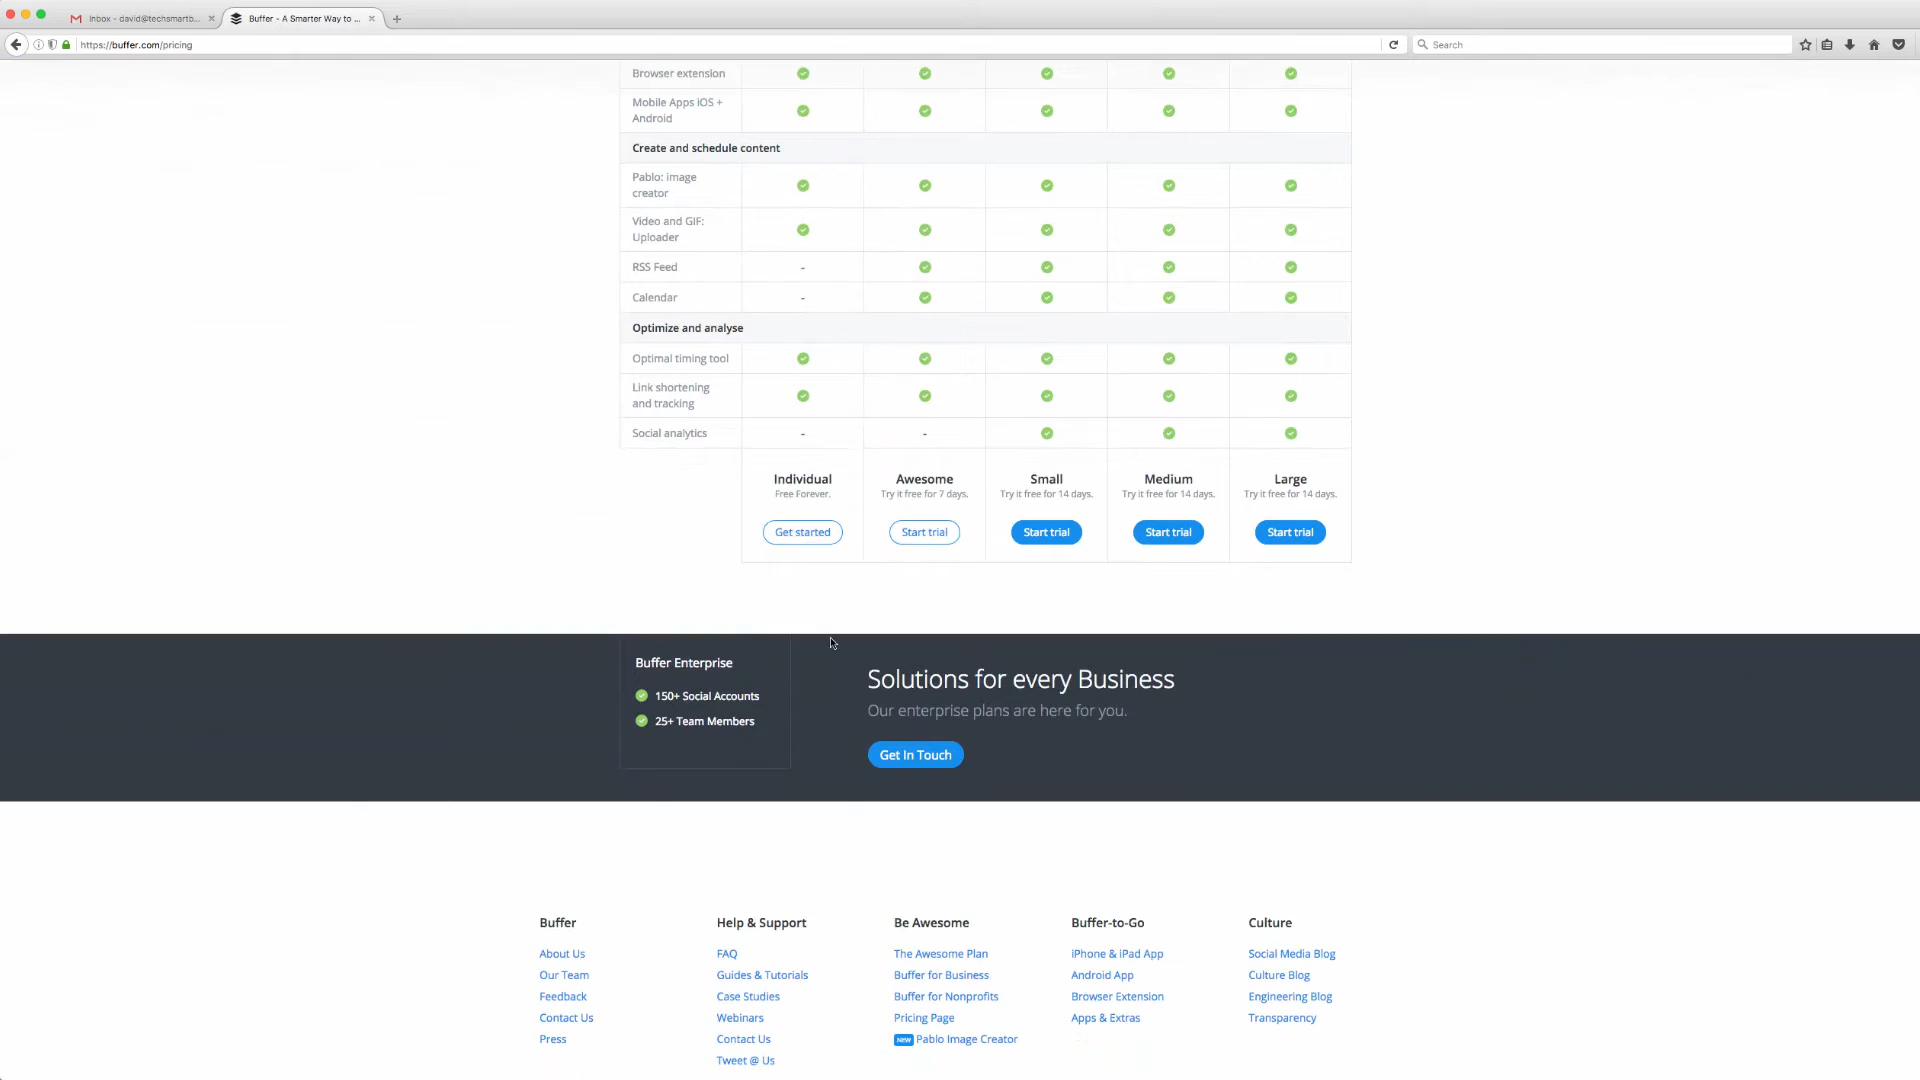 Inbox - david@techsmartb...
Buffer - A Smarter Way to ...
https://buffer.com/pricing
Search
Browser extension
Mobile Apps iOS +
Android
Create and schedule content
Pablo: image
creator
Video and GIF:
Uploader
RSS Feed -
Calendar -
Optimize and analyse
Optimal timing tool
Link shortening
and tracking
Social analytics - -
Individual Awesome Small Medium Large
Free Forever. Try it free for 7 days. Try it free for 14 days. Try it free for 14 days. Try it free for 14 days.
Get started Start trial Start trial Start trial Start trial
Buffer Enterprise
150+ Social Accounts
25+ Team Members
Solutions for every Business
Our enterprise plans are here for you.
Get In Touch
Buffer
About Us
Our Team
Feedback
Contact Us
Press
Help & Support
FAQ
Guides & Tutorials
Case Studies
Webinars
Contact Us
Tweet @ Us
Be Awesome
The Awesome Plan
Buffer for Business
Buffer for Nonprofits
Pricing Page
NEW Pablo Image Creator
Buffer-to-Go
iPhone & iPad App
Android App
Browser Extension
Apps & Extras
Culture
Social Media Blog
Culture Blog
Engineering Blog
Transparency